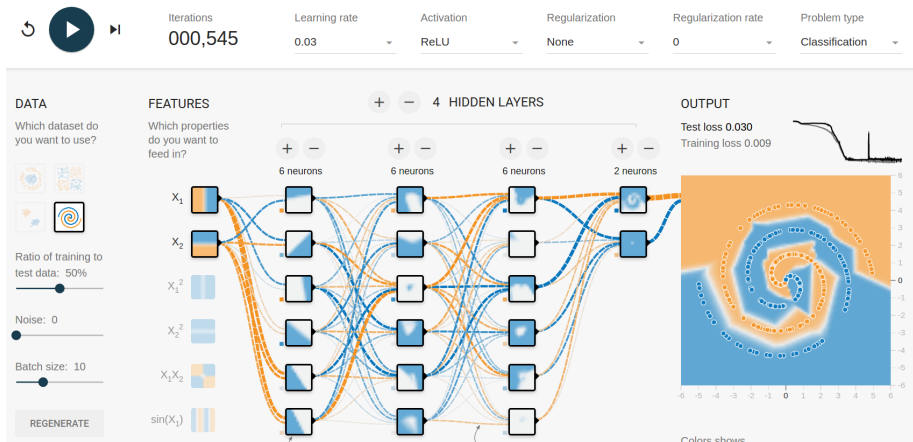 Iterations
000,545
Learning rate
0.03
Activation
ReLU
Regularization
None
Regularization rate
0
Problem type
Classification
DATA
Which dataset do
you want to use?
Ratio of training to
test data: 50%
Noise: 0
Batch size: 10
REGENERATE
FEATURES
Which properties
do you want to
feed in?
X₁
X₂
X₁²
X₂²
X₁X₂
sin(X₁)
+ − 4 HIDDEN LAYERS
+ −
6 neurons
+ −
6 neurons
+ −
6 neurons
+ −
2 neurons
OUTPUT
Test loss 0.030
Training loss 0.009
6
5
4
3
2
1
0
-1
-2
-3
-4
-5
-6
-6 -5 -4 -3 -2 -1 0 1 2 3 4 5 6
Colors shows